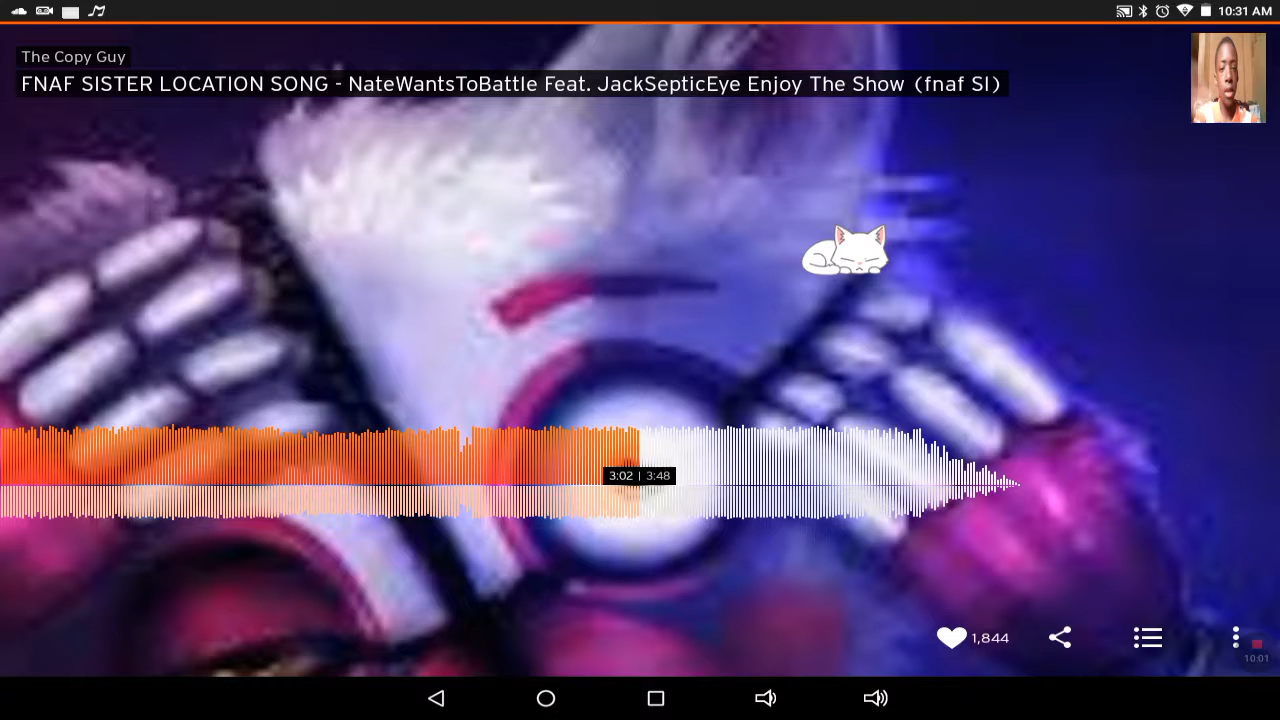 10:31 AM
The Copy Guy
FNAF SISTER LOCATION SONG - NateWantsToBattle Feat. JackSepticEye Enjoy The Show (fnaf Sl)
3:02 | 3:48
1,844
10:01